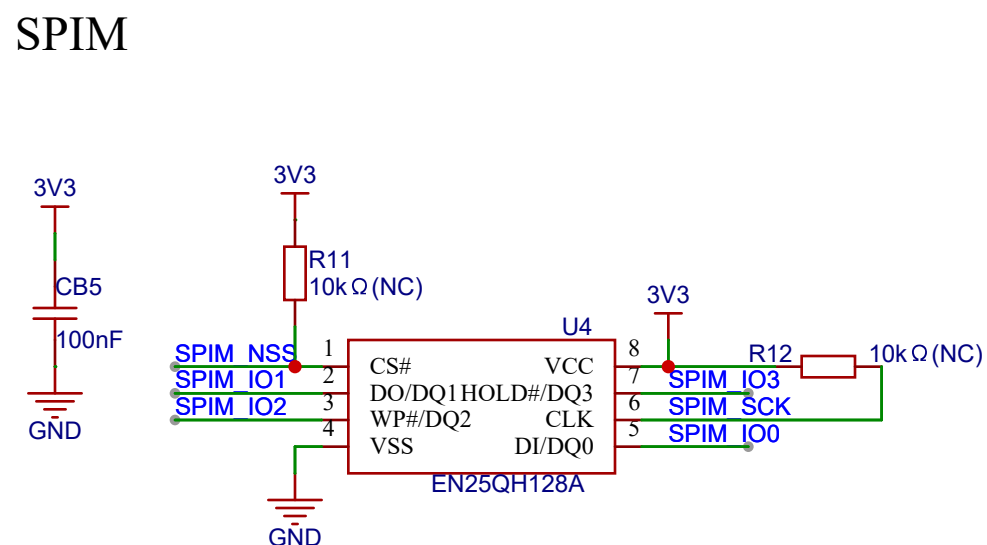 SPIM
3V3
CB5
100nF
GND
3V3
R11
10kΩ(NC)
3V3
U4
R12
10kΩ(NC)
SPIM_NSS
1
CS#
VCC
8
SPIM_IO1
2
DO/DQ1
HOLD#/DQ3
7
SPIM_IO3
SPIM_IO2
3
WP#/DQ2
CLK
6
SPIM_SCK
4
VSS
DI/DQ0
5
SPIM_IO0
EN25QH128A
GND